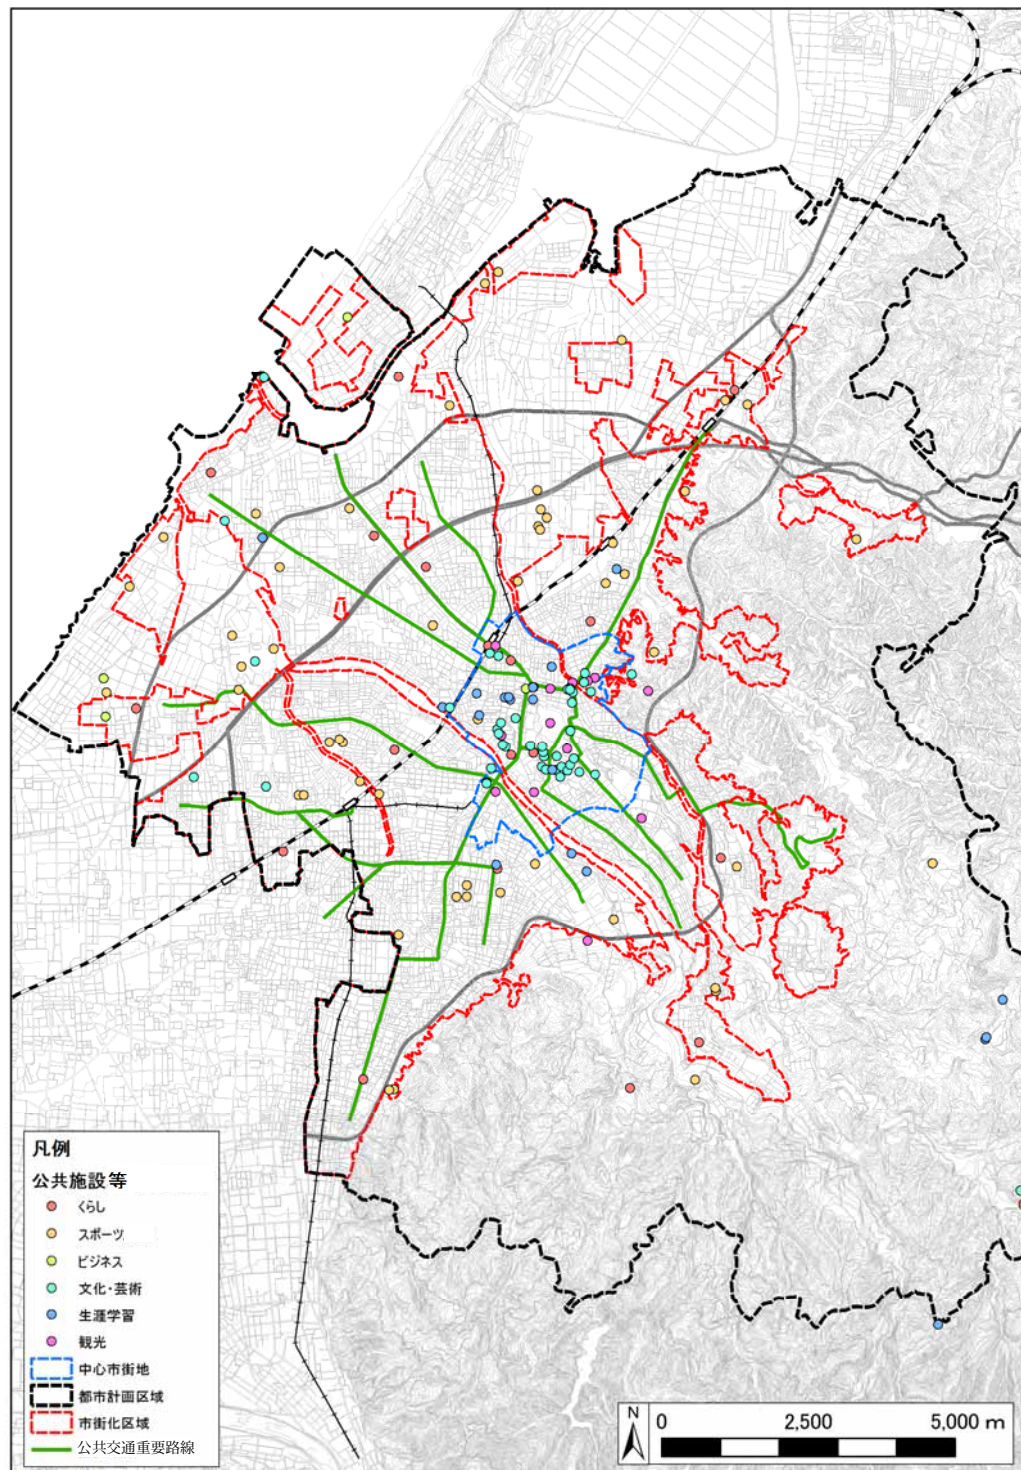 凡例
公共施設等
くらし
スポーツ
ビジネス
文化・芸術
生涯学習
観光
中心市街地
都市計画区域
市街化区域
公共交通重要路線
N
0 2,500 5,000 m